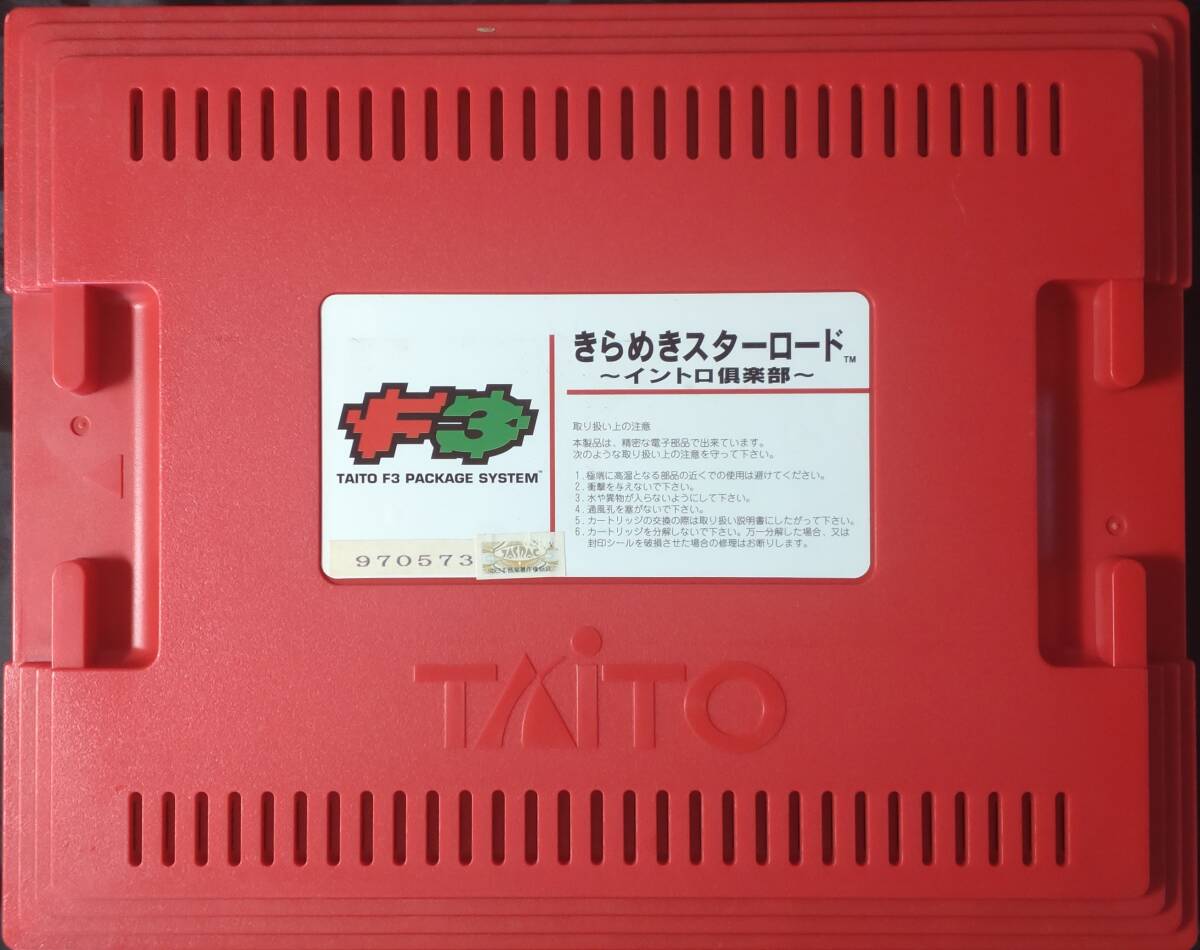 きらめきスターロード™
～イントロ倶楽部～
F3
TAITO F3 PACKAGE SYSTEM™
取り扱い上の注意
本製品は、精密な電子部品で出来ています。
次のような取り扱い上の注意を守って下さい。
1．極端に高温となる部品の近くでの使用は避けてください。
2．衝撃を与えないで下さい。
3．水や異物が入らないようにして下さい。
4．通風孔を塞がないで下さい。
5．カートリッジの交換の際は取り扱い説明書にしたがって下さい。
6．カートリッジを分解しないで下さい。万一分解した場合、又は
封印シールを破損させた場合の修理はお断りします。
970573
JASRAC
TAiTO